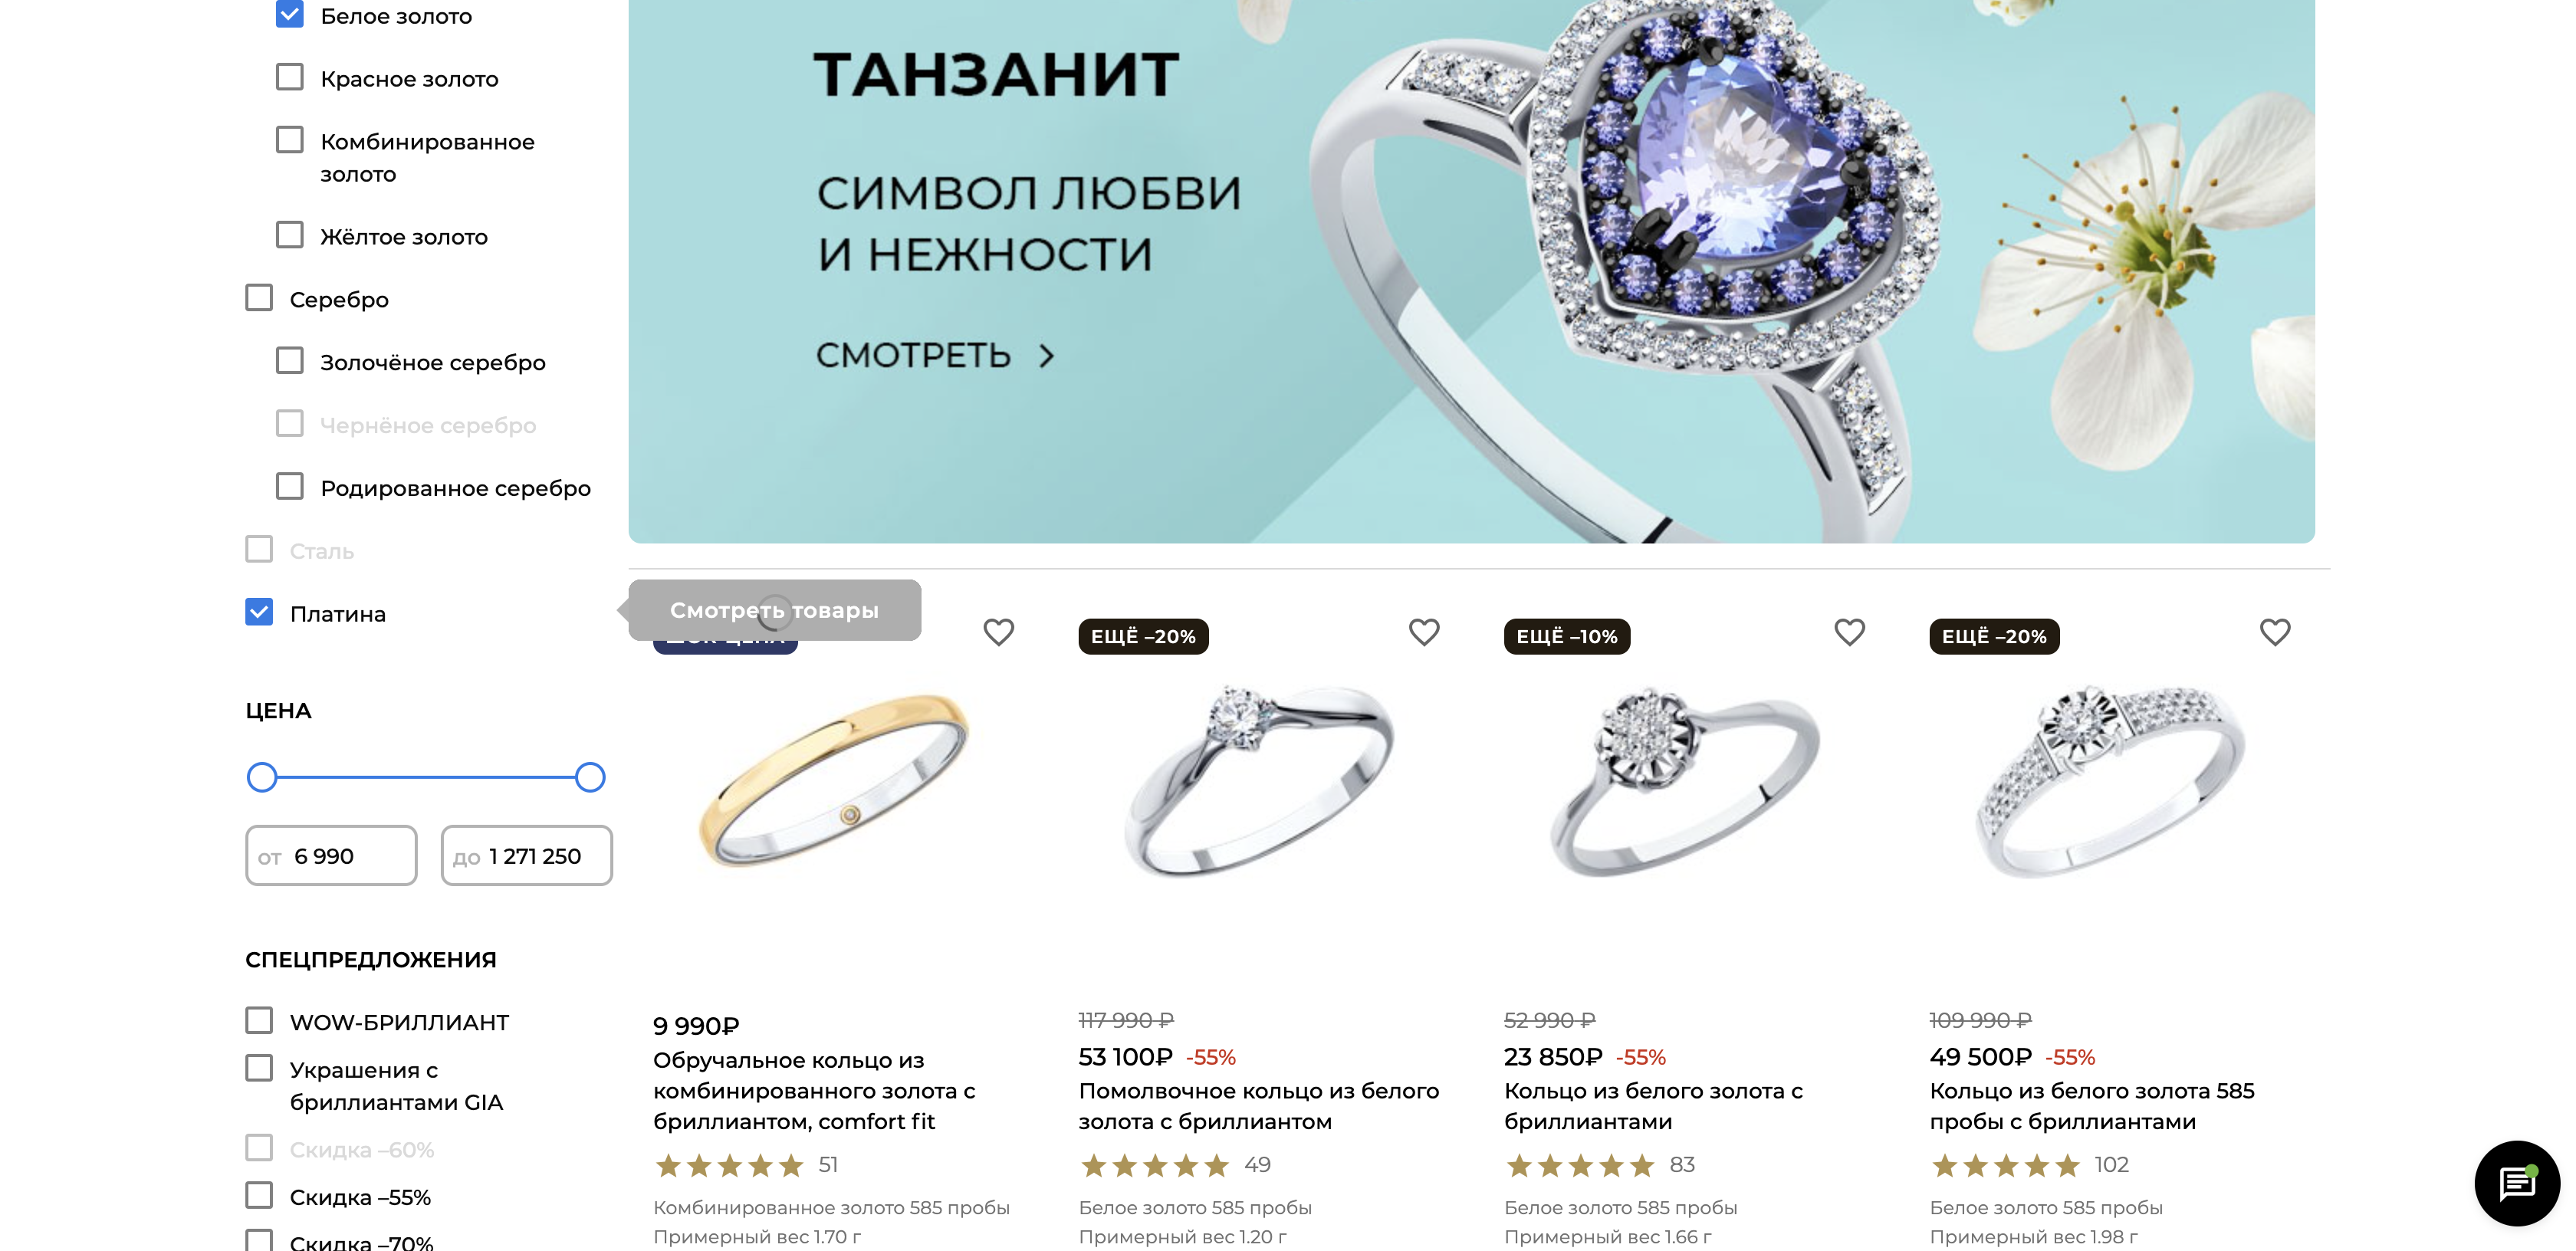 Белое золото
Красное золото
Комбинированное
золото
Жёлтое золото
Серебро
Золочёное серебро
Чернёное серебро
Родированное серебро
Сталь
Платина
ЦЕНА
от 6 990
до 1 271 250
СПЕЦПРЕДЛОЖЕНИЯ
WOW-БРИЛЛИАНТ
Украшения с
бриллиантами GIA
Скидка –60%
Скидка –55%
Скидка –70%
ТАНЗАНИТ
СИМВОЛ ЛЮБВИ
И НЕЖНОСТИ
СМОТРЕТЬ
Смотреть товары
9 990₽
Обручальное кольцо из
комбинированного золота с
бриллиантом, comfort fit
51
Комбинированное золото 585 пробы
Примерный вес 1.70 г
ЕЩЁ –20%
117 990 ₽
53 100₽ -55%
Помолвочное кольцо из белого
золота с бриллиантом
49
Белое золото 585 пробы
Примерный вес 1.20 г
ЕЩЁ –10%
52 990 ₽
23 850₽ -55%
Кольцо из белого золота с
бриллиантами
83
Белое золото 585 пробы
Примерный вес 1.66 г
ЕЩЁ –20%
109 990 ₽
49 500₽ -55%
Кольцо из белого золота 585
пробы с бриллиантами
102
Белое золото 585 пробы
Примерный вес 1.98 г